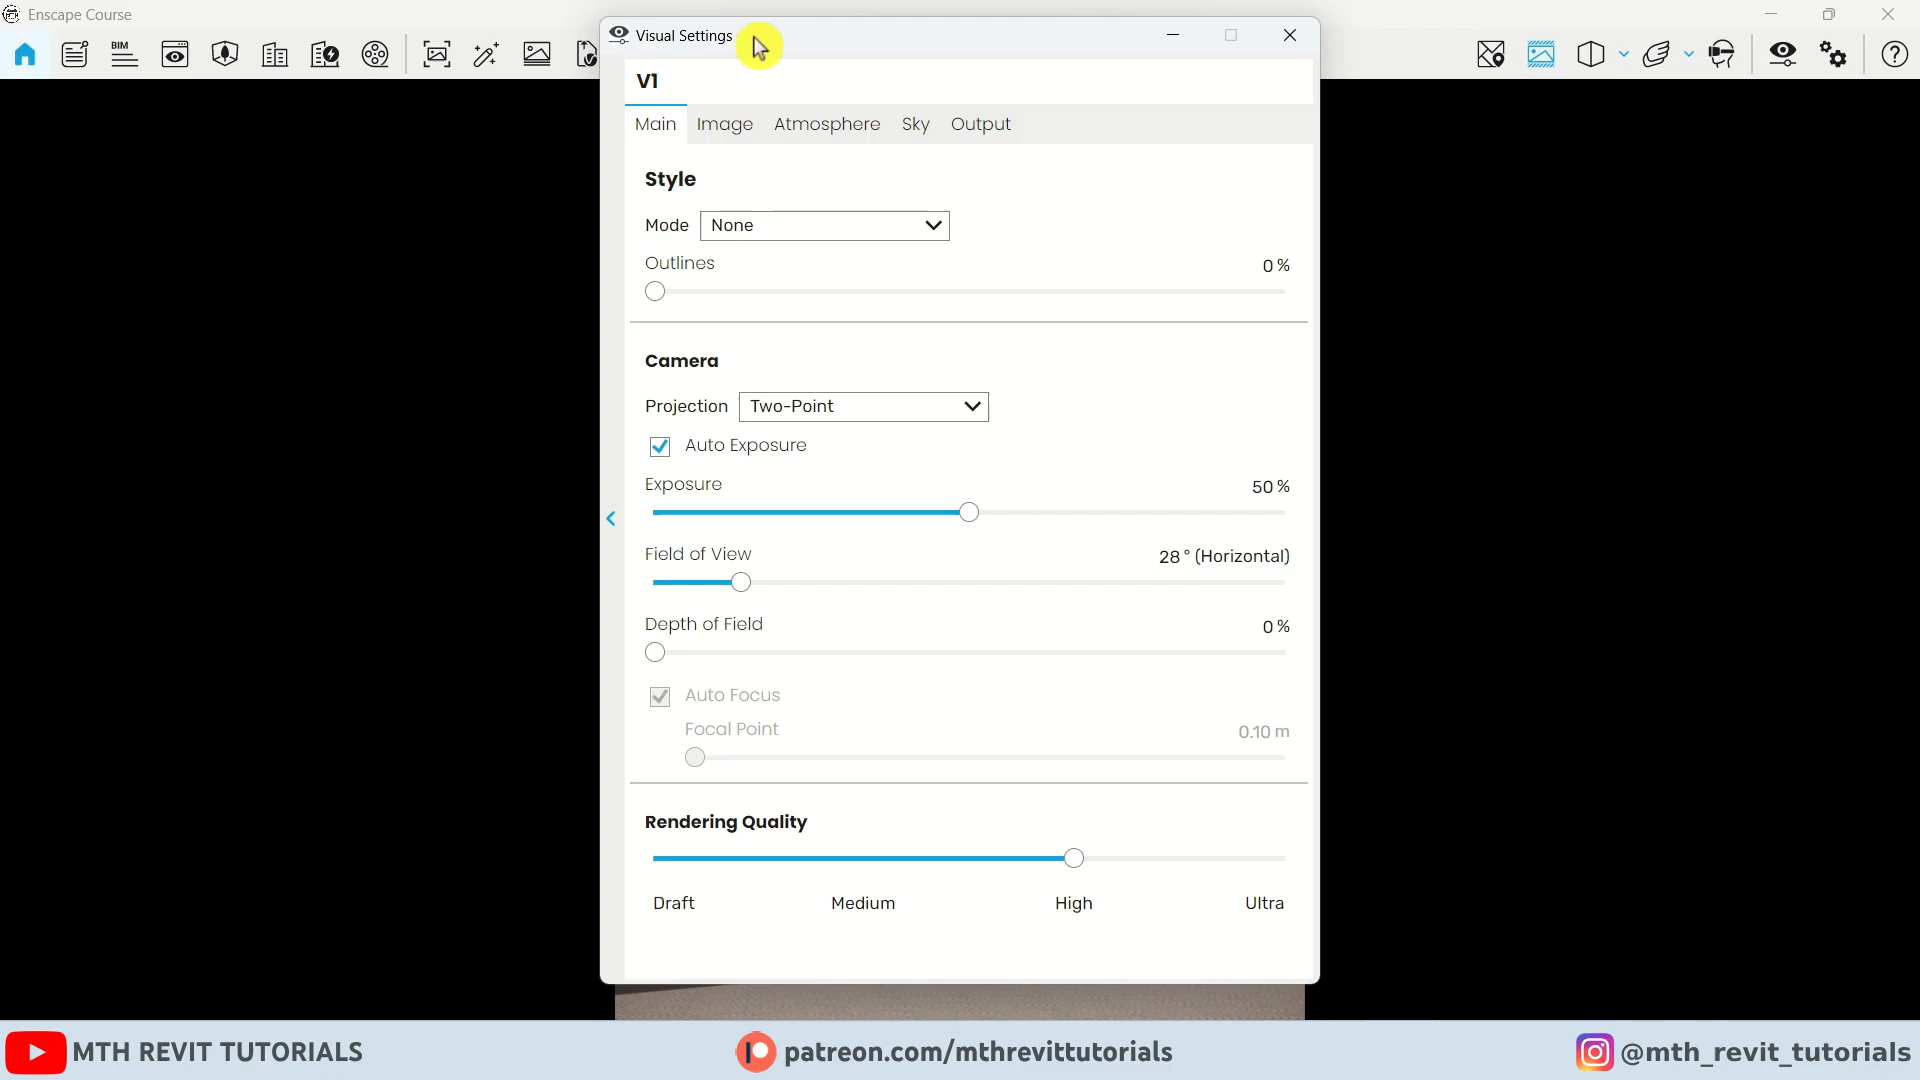 Enscape Course
BIM
Visual Settings
V1
Main Image Atmosphere Sky Output
Style
Mode None
Outlines 0 %
Camera
Projection Two-Point
Auto Exposure
Exposure 50 %
Field of View 28 ° (Horizontal)
Depth of Field 0 %
Auto Focus
Focal Point 0.10 m
Rendering Quality
Draft Medium High Ultra
MTH REVIT TUTORIALS
patreon.com/mthrevittutorials
@mth_revit_tutorials